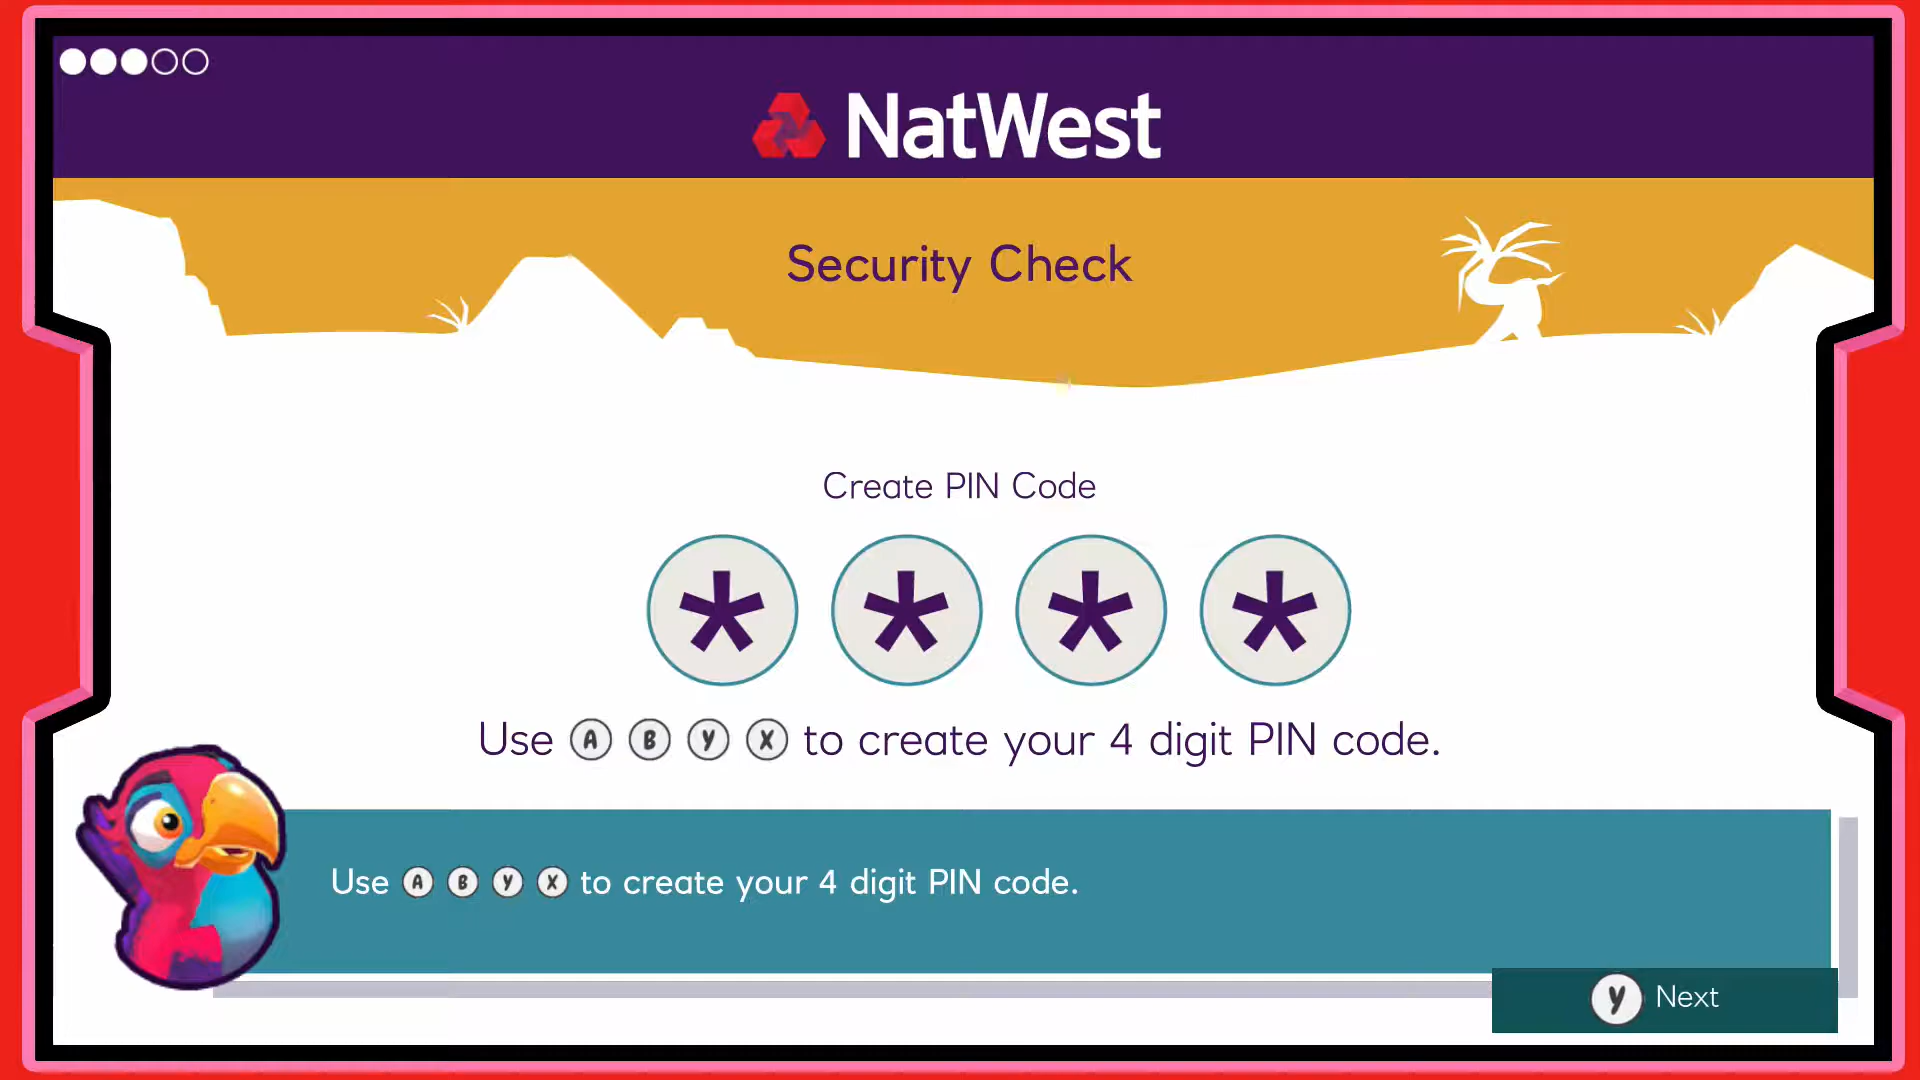 NatWest
Security Check
Create PIN Code
* * * *
Use A B Y X to create your 4 digit PIN code.
Use A B Y X to create your 4 digit PIN code.
Y Next